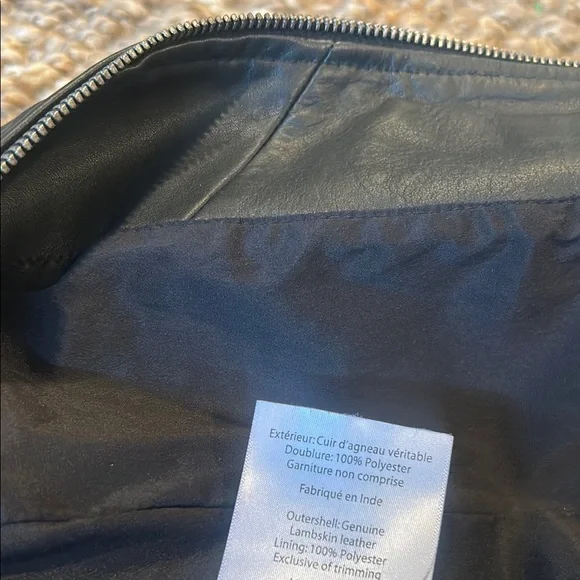 Extérieur: Cuir d'agneau véritable
Doublure: 100% Polyester
Garniture non comprise
Fabriqué en Inde
Outershell: Genuine
Lambskin leather
Lining: 100% Polyester
Exclusive of trimming